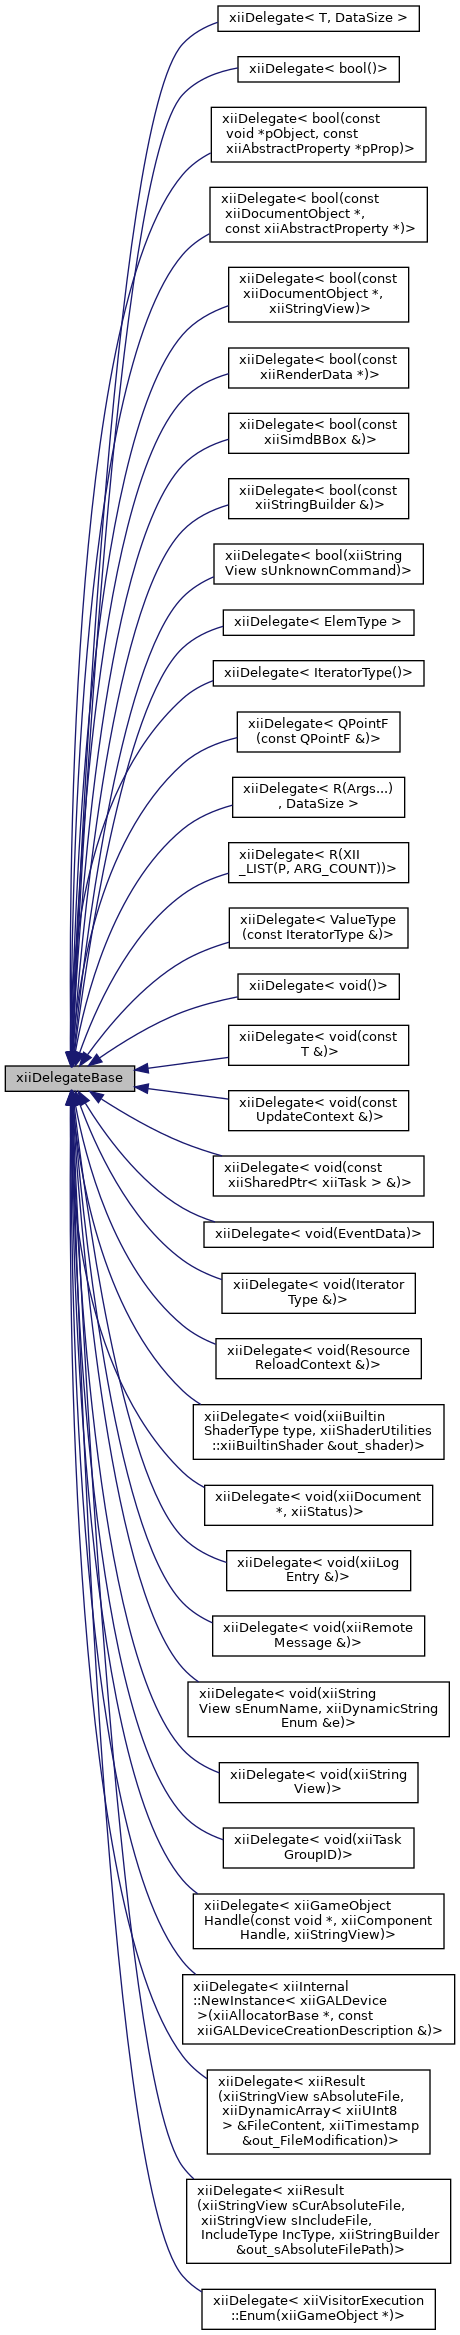 xiiDelegate< T, DataSize >
xiiDelegate< bool()>
xiiDelegate< bool(const
void *pObject, const
xiiAbstractProperty *pProp)>
xiiDelegate< bool(const
xiiDocumentObject *,
const xiiAbstractProperty *)>
xiiDelegate< bool(const
xiiDocumentObject *,
xiiStringView)>
xiiDelegate< bool(const
xiiRenderData *)>
xiiDelegate< bool(const
xiiSimdBBox &)>
xiiDelegate< bool(const
xiiStringBuilder &)>
xiiDelegate< bool(xiiString
View sUnknownCommand)>
xiiDelegate< ElemType >
xiiDelegate< IteratorType()>
xiiDelegate< QPointF
(const QPointF &)>
xiiDelegate< R(Args...)
, DataSize >
xiiDelegate< R(XII
_LIST(P, ARG_COUNT))>
xiiDelegate< ValueType
(const IteratorType &)>
xiiDelegate< void()>
xiiDelegate< void(const
T &)>
xiiDelegateBase
xiiDelegate< void(const
UpdateContext &)>
xiiDelegate< void(const
xiiSharedPtr< xiiTask > &)>
xiiDelegate< void(EventData)>
xiiDelegate< void(Iterator
Type &)>
xiiDelegate< void(Resource
ReloadContext &)>
xiiDelegate< void(xiiBuiltin
ShaderType type, xiiShaderUtilities
::xiiBuiltinShader &out_shader)>
xiiDelegate< void(xiiDocument
*, xiiStatus)>
xiiDelegate< void(xiiLog
Entry &)>
xiiDelegate< void(xiiRemote
Message &)>
xiiDelegate< void(xiiString
View sEnumName, xiiDynamicString
Enum &e)>
xiiDelegate< void(xiiString
View)>
xiiDelegate< void(xiiTask
GroupID)>
xiiDelegate< xiiGameObject
Handle(const void *, xiiComponent
Handle, xiiStringView)>
xiiDelegate< xiiInternal
::NewInstance< xiiGALDevice
>(xiiAllocatorBase *, const
xiiGALDeviceCreationDescription &)>
xiiDelegate< xiiResult
(xiiStringView sAbsoluteFile,
xiiDynamicArray< xiiUInt8
> &FileContent, xiiTimestamp
&out_FileModification)>
xiiDelegate< xiiResult
(xiiStringView sCurAbsoluteFile,
xiiStringView sIncludeFile,
IncludeType IncType, xiiStringBuilder
&out_sAbsoluteFilePath)>
xiiDelegate< xiiVisitorExecution
::Enum(xiiGameObject *)>